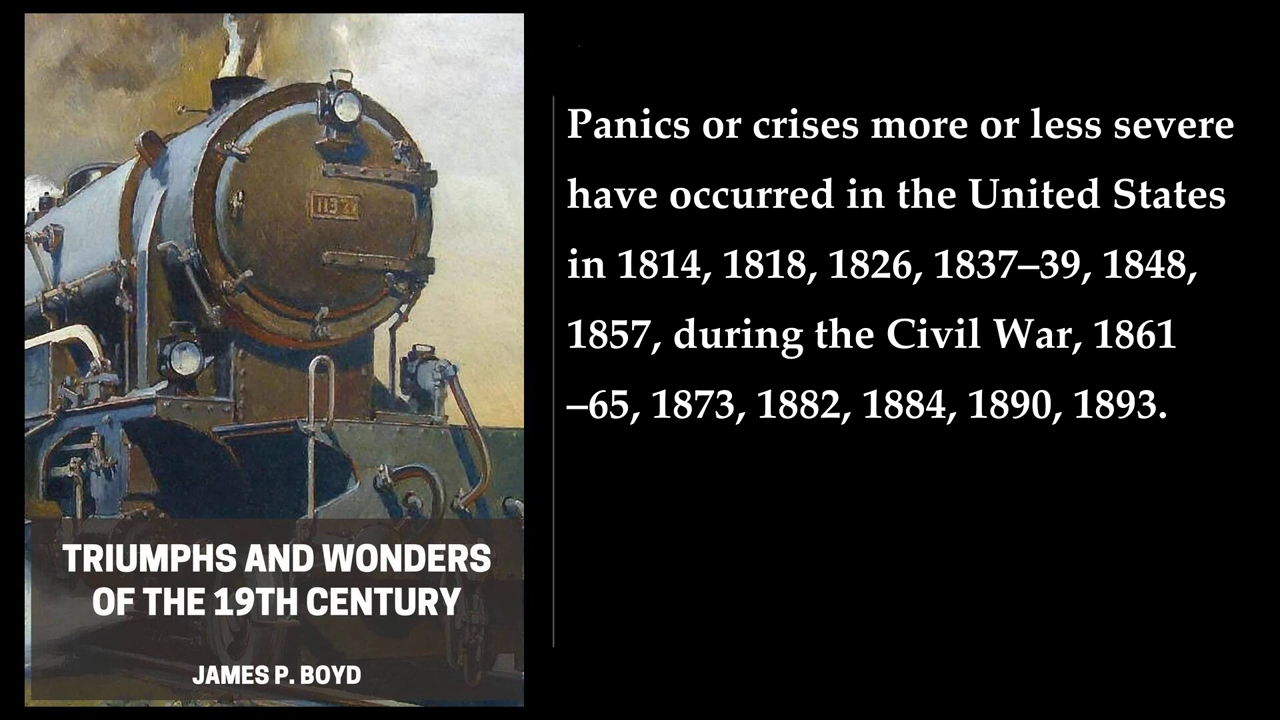 Panics or crises more or less severe
have occurred in the United States
in 1814, 1818, 1826, 1837–39, 1848,
1857, during the Civil War, 1861
–65, 1873, 1882, 1884, 1890, 1893.
TRIUMPHS AND WONDERS
OF THE 19TH CENTURY
JAMES P. BOYD